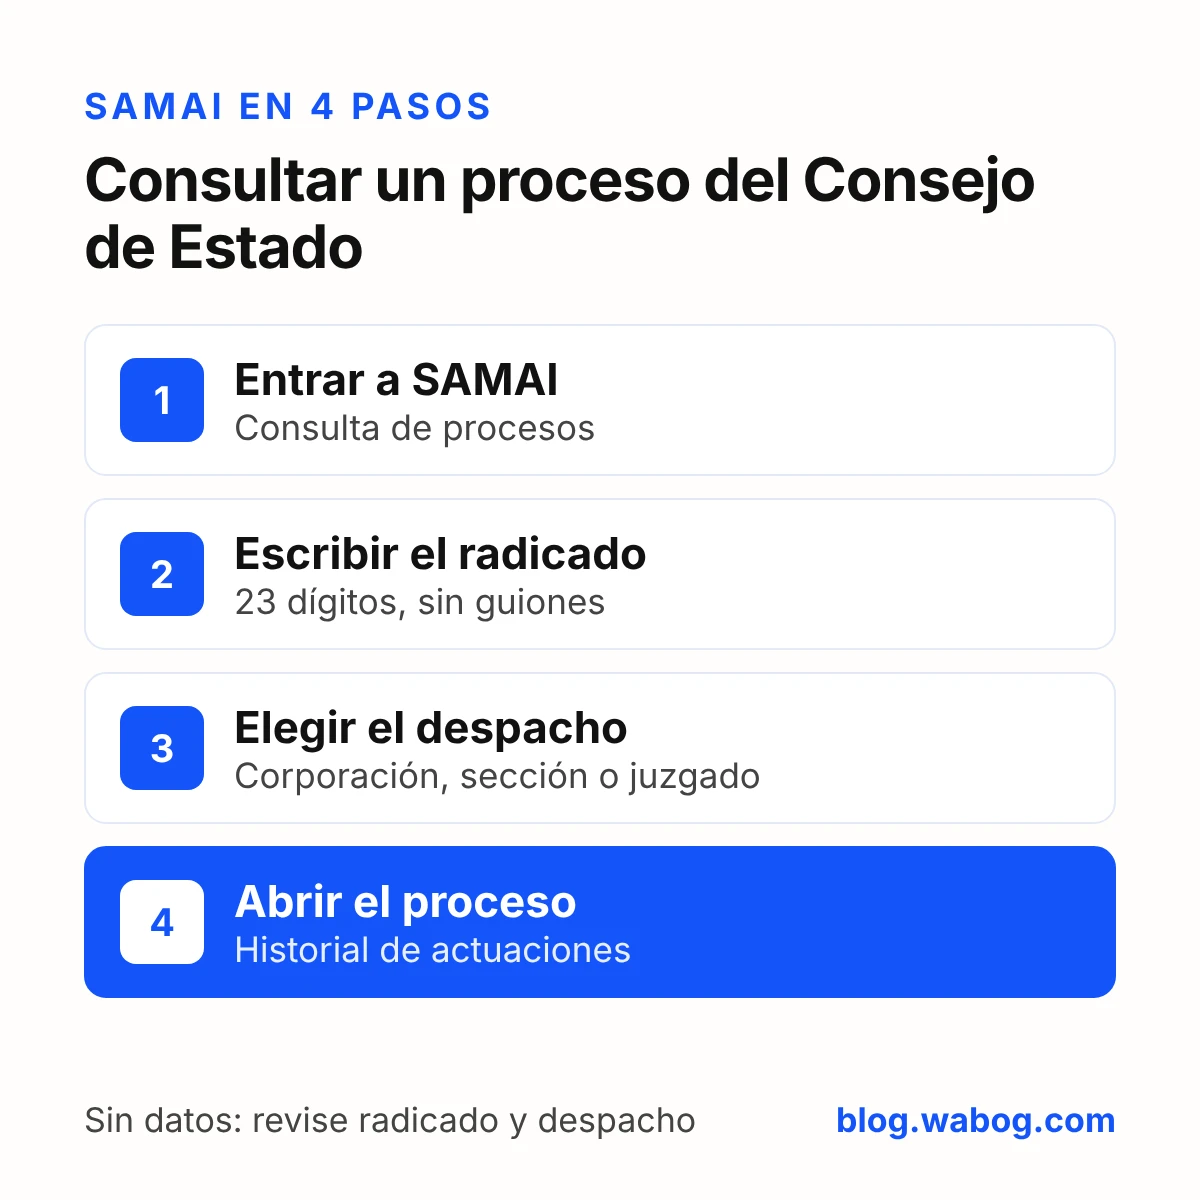 SAMAI EN 4 PASOS
Consultar un proceso del Consejo
de Estado
1
Entrar a SAMAI
Consulta de procesos
2
Escribir el radicado
23 dígitos, sin guiones
3
Elegir el despacho
Corporación, sección o juzgado
4
Abrir el proceso
Historial de actuaciones
Sin datos: revise radicado y despacho
blog.wabog.com